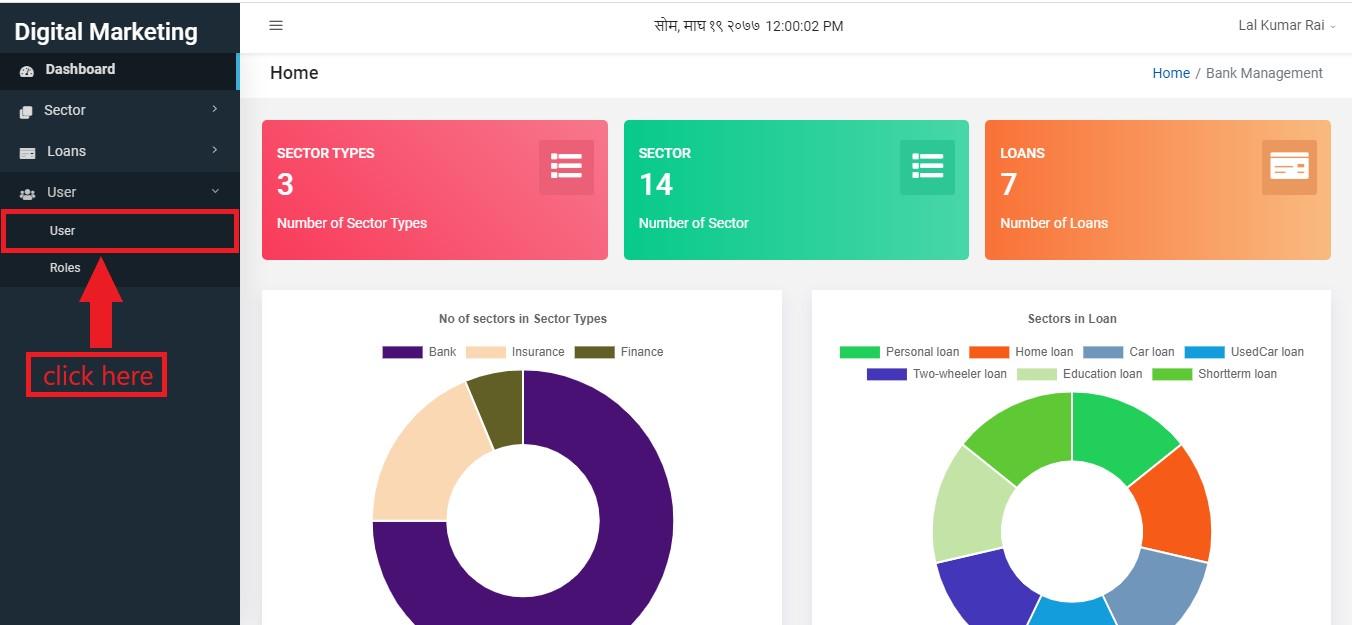 Digital Marketing
सोम, माघ १९ २०७७ 12:00:02 PM
Lal Kumar Rai
Dashboard
Sector
Loans
User
User
Roles
click here
Home
Home / Bank Management
SECTOR TYPES
3
Number of Sector Types
SECTOR
14
Number of Sector
LOANS
7
Number of Loans
No of sectors in Sector Types
Bank Insurance Finance
Sectors in Loan
Personal loan Home loan Car loan UsedCar loan
Two-wheeler loan Education loan Shortterm loan